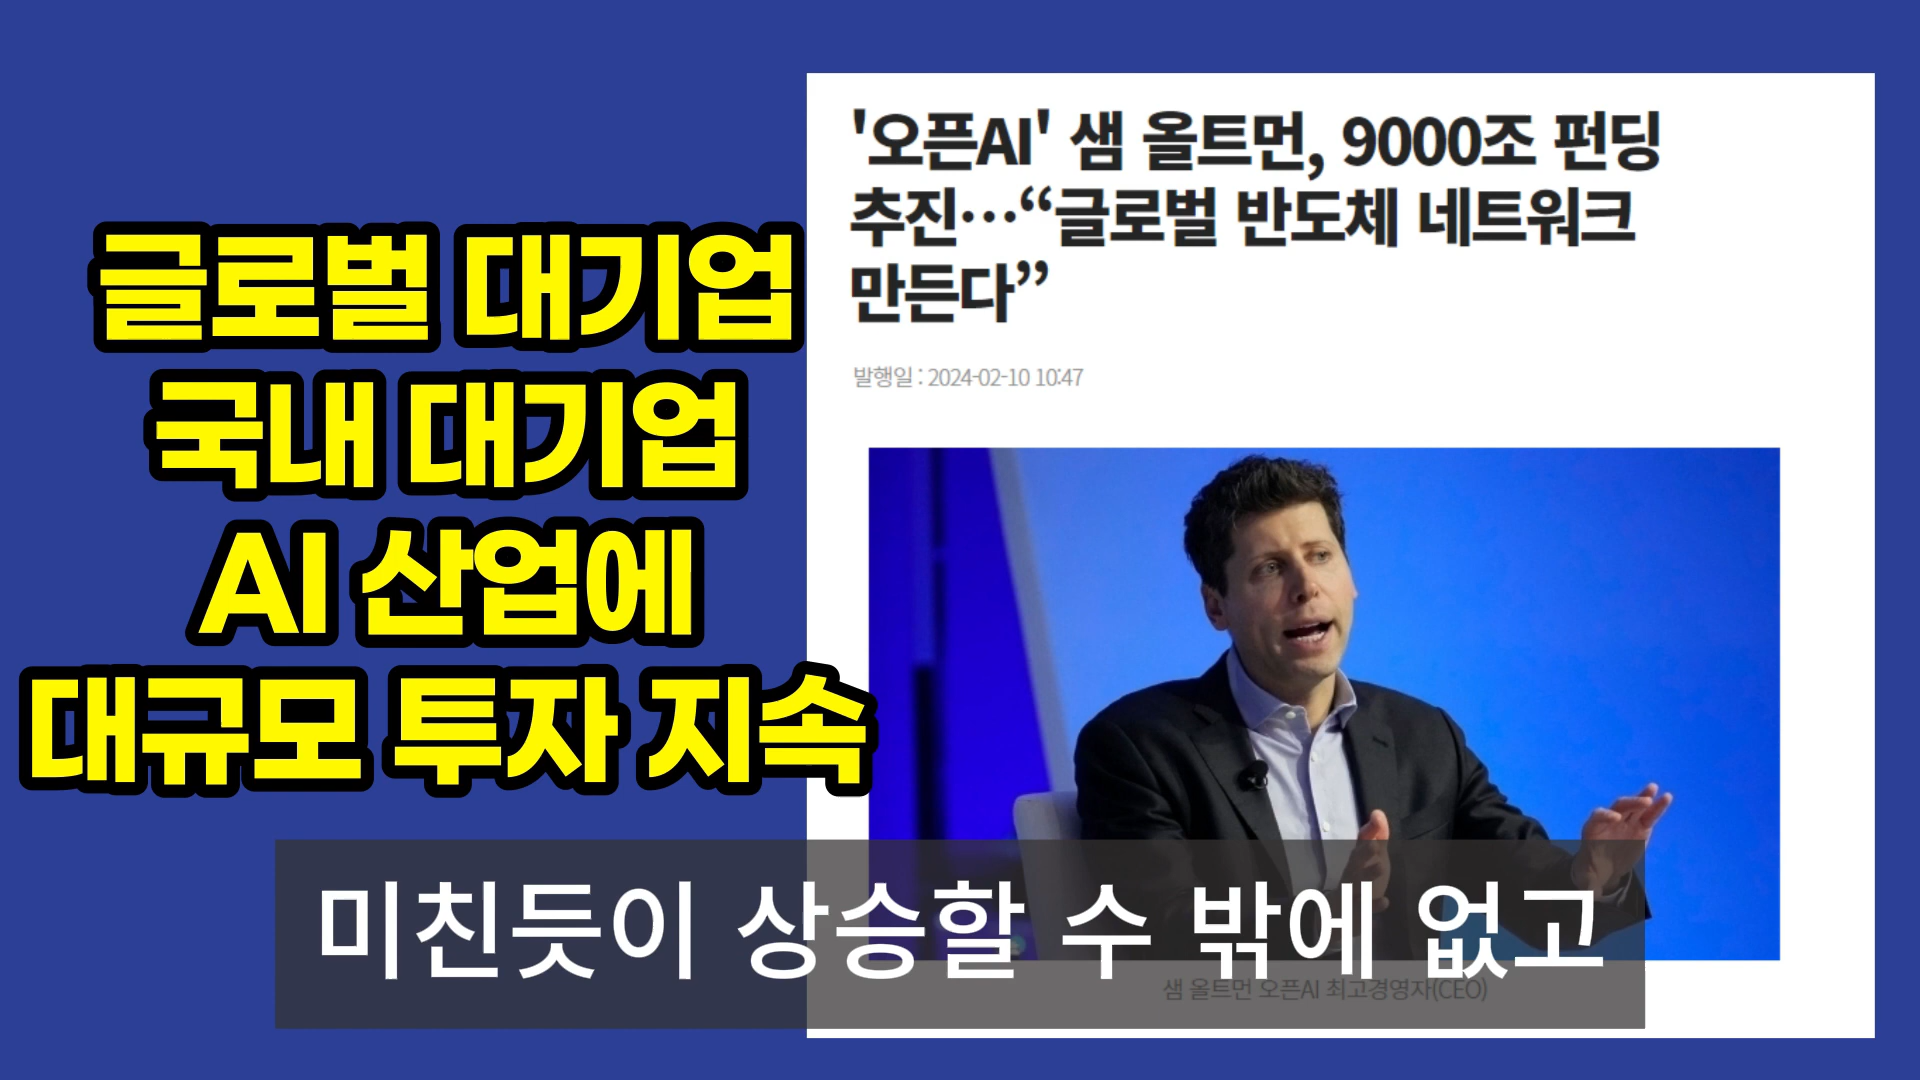 글로벌 대기업
국내 대기업
AI 산업에
대규모 투자 지속
'오픈AI' 샘 올트먼, 9000조 펀딩
추진…“글로벌 반도체 네트워크
만든다”
발행일 : 2024-02-10 10:47
샘 올트먼 오픈AI 최고경영자(CEO)
미친듯이 상승할 수 밖에 없고